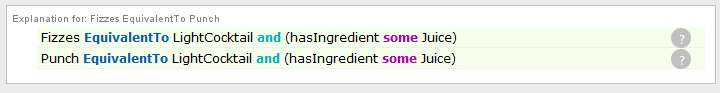 Explanation for: Fizzes EquivalentTo Punch
Fizzes EquivalentTo LightCocktail and (hasIngredient some Juice)
?
Punch EquivalentTo LightCocktail and (hasIngredient some Juice)
?